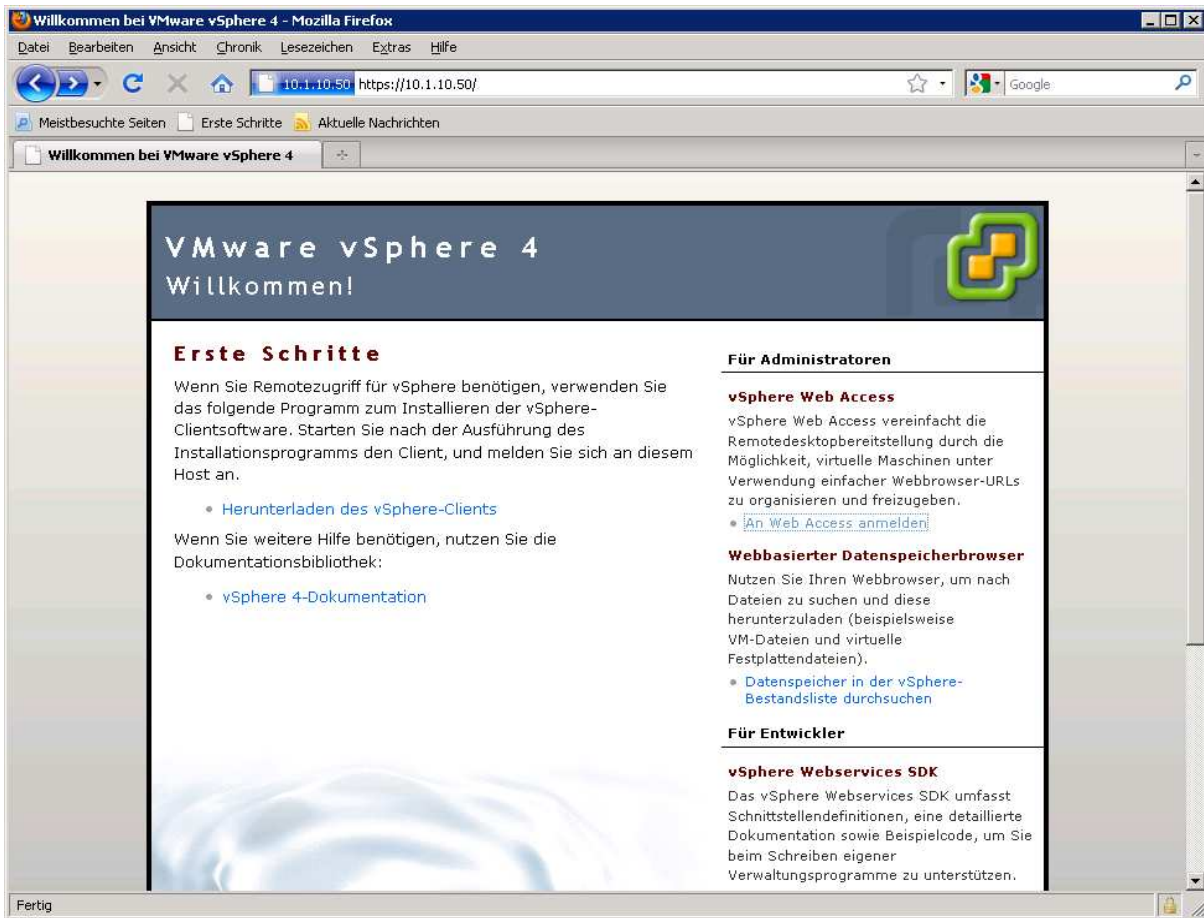 Willkommen bei VMware vSphere 4 - Mozilla Firefox
Datei Bearbeiten Ansicht Chronik Lesezeichen Extras Hilfe
10.1.10.50 https://10.1.10.50/
Google
Meistbesuchte Seiten Erste Schritte Aktuelle Nachrichten
Willkommen bei VMware vSphere 4
VMware vSphere 4
Willkommen!
Erste Schritte
Wenn Sie Remotezugriff für vSphere benötigen, verwenden Sie
das folgende Programm zum Installieren der vSphere-
Clientsoftware. Starten Sie nach der Ausführung des
Installationsprogramms den Client, und melden Sie sich an diesem
Host an.
Herunterladen des vSphere-Clients
Wenn Sie weitere Hilfe benötigen, nutzen Sie die
Dokumentationsbibliothek:
vSphere 4-Dokumentation
Für Administratoren
vSphere Web Access
vSphere Web Access vereinfacht die
Remotedesktopbereitstellung durch die
Möglichkeit, virtuelle Maschinen unter
Verwendung einfacher Webbrowser-URLs
zu organisieren und freizugeben.
An Web Access anmelden
Webbasierter Datenspeicherbrowser
Nutzen Sie Ihren Webbrowser, um nach
Dateien zu suchen und diese
herunterzuladen (beispielsweise
VM-Dateien und virtuelle
Festplattendateien).
Datenspeicher in der vSphere-
Bestandsliste durchsuchen
Für Entwickler
vSphere Webservices SDK
Das vSphere Webservices SDK umfasst
Schnittstellendefinitionen, eine detaillierte
Dokumentation sowie Beispielcode, um Sie
beim Schreiben eigener
Verwaltungsprogramme zu unterstützen.
Fertig